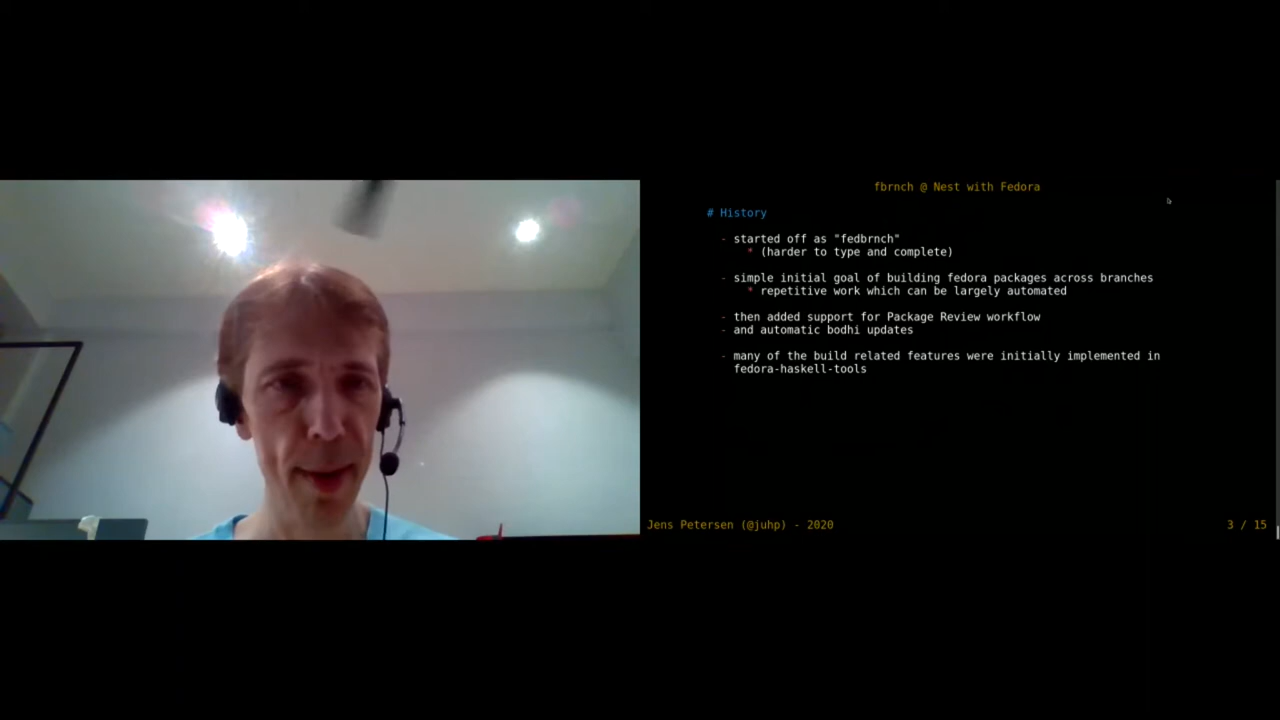 fbrnch @ Nest with Fedora
# History
- started off as "fedbrnch"
* (harder to type and complete)
- simple initial goal of building fedora packages across branches
* repetitive work which can be largely automated
- then added support for Package Review workflow
- and automatic bodhi updates
- many of the build related features were initially implemented in
fedora-haskell-tools
Jens Petersen (@juhp) - 2020
3 / 15